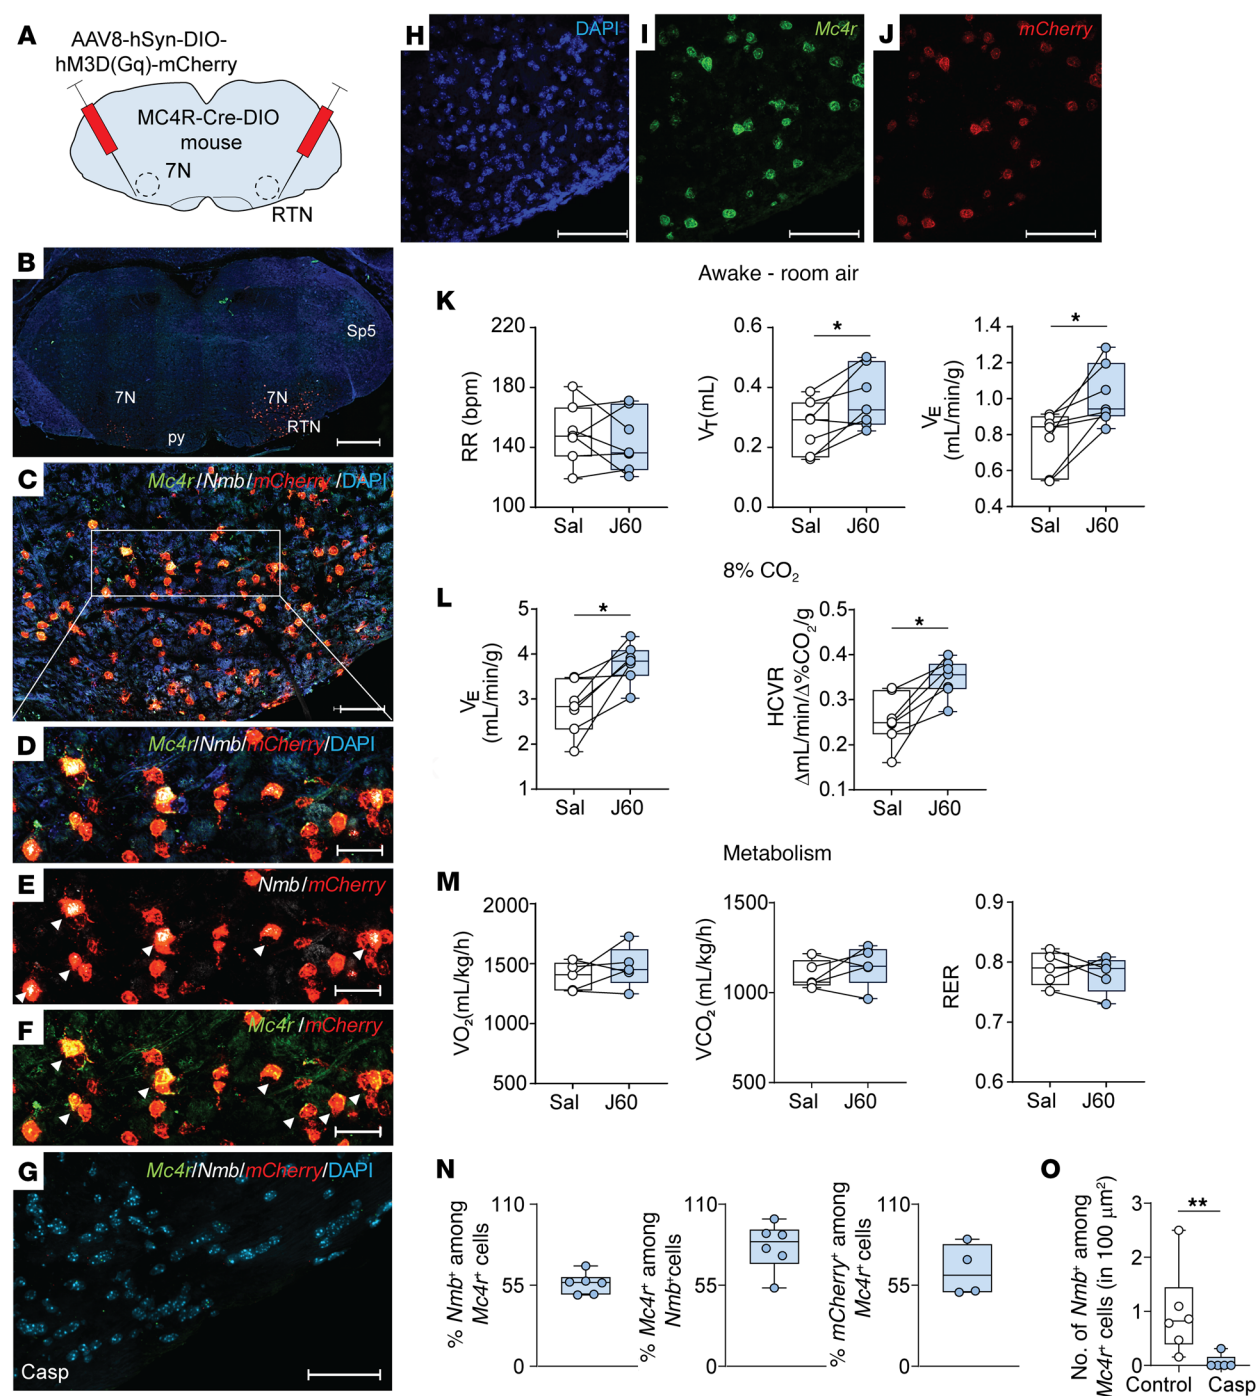 A
AAV8-hSyn-DIO-
hM3D(Gq)-mCherry
MC4R-Cre-DIO
mouse
7N
RTN
B
Sp5
7N
7N
RTN
py
C
Mc4r/Nmb/mCherry/DAPI
D
Mc4r/Nmb/mCherry/DAPI
E
Nmb/mCherry
F
Mc4r/mCherry
G
Mc4r/Nmb/mCherry/DAPI
Casp
H
DAPI
I
Mc4r
J
mCherry
Awake - room air
K
RR (bpm)
220
180
140
100
Sal J60
VT(mL)
0.6
0.4
0.2
0.0
*
Sal J60
VE
(mL/min/g)
1.4
1.2
1.0
0.8
0.6
0.4
*
Sal J60
8% CO2
L
VE
(mL/min/g)
5
4
3
2
1
*
Sal J60
HCVR
ΔmL/min/Δ%CO2/g
0.5
0.4
0.3
0.2
0.1
*
Sal J60
Metabolism
M
VO2(mL/kg/h)
2000
1500
1000
500
Sal J60
VCO2(mL/kg/h)
1500
1000
500
Sal J60
RER
0.9
0.8
0.7
0.6
Sal J60
N
% Nmb+ among
Mc4r+ cells
110
55
0
% Mc4r+ among
Nmb+cells
110
55
0
% mCherry+ among
Mc4r+ cells
110
55
0
O
No. of Nmb+ among
Mc4r+ cells (in 100 μm2)
3
2
1
0
**
Control Casp